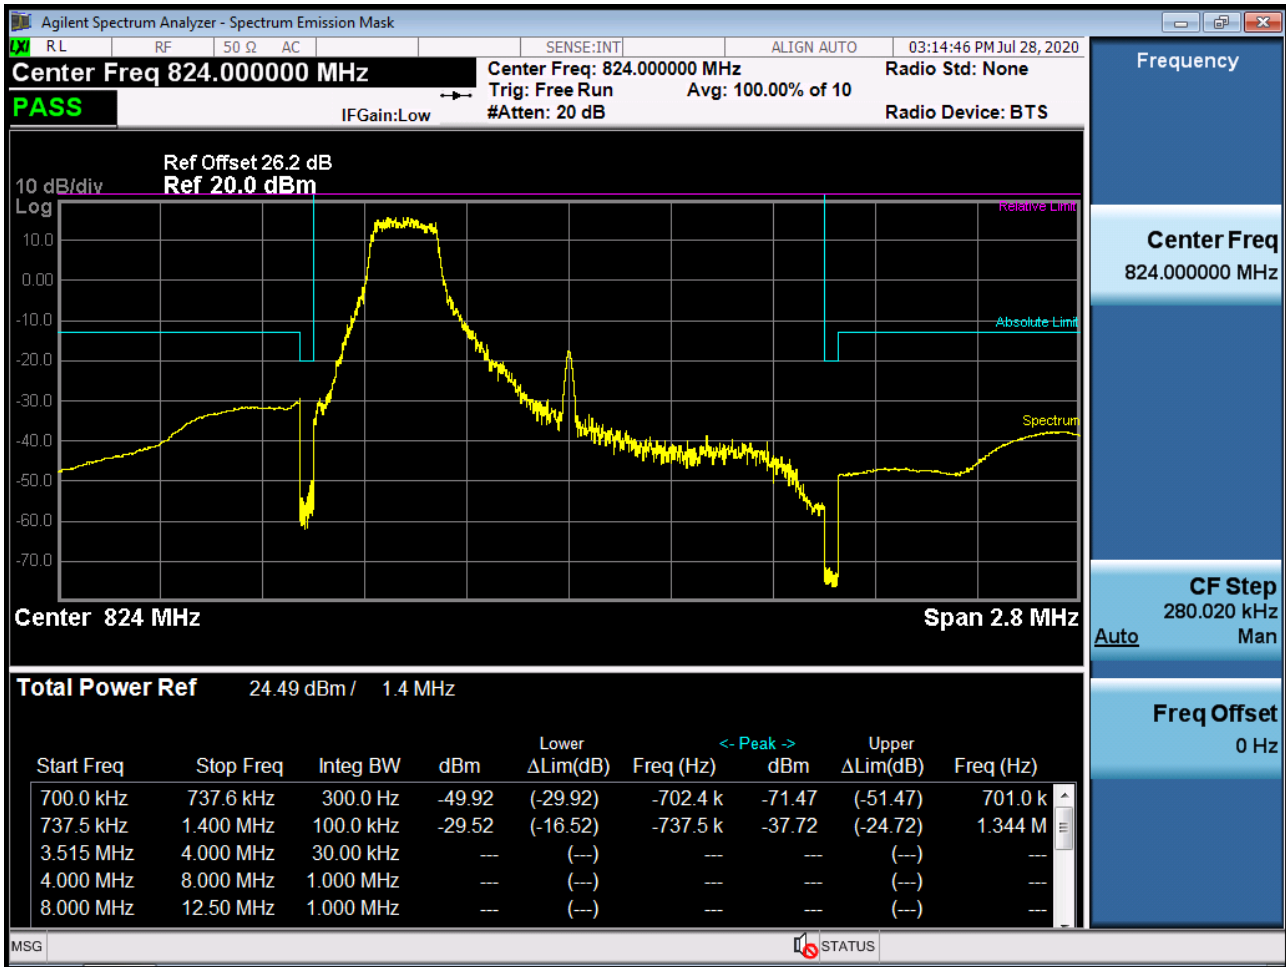 Agilent Spectrum Analyzer - Spectrum Emission Mask
LXI RL RF 50 Ω AC SENSE:INT ALIGN AUTO 03:14:46 PM Jul 28, 2020
Center Freq 824.000000 MHz
Center Freq: 824.000000 MHz Radio Std: None
Trig: Free Run Avg: 100.00% of 10
PASS
IFGain:Low #Atten: 20 dB Radio Device: BTS
Ref Offset 26.2 dB
10 dB/div Ref 20.0 dBm
Log
Relative Limit
10.0
0.00
-10.0
Absolute Limit
-20.0
-30.0
Spectrum
-40.0
-50.0
-60.0
-70.0
Center 824 MHz Span 2.8 MHz
Total Power Ref 24.49 dBm / 1.4 MHz
Lower <- Peak -> Upper
Start Freq Stop Freq Integ BW dBm ΔLim(dB) Freq (Hz) dBm ΔLim(dB) Freq (Hz)
700.0 kHz 737.6 kHz 300.0 Hz -49.92 (-29.92) -702.4 k -71.47 (-51.47) 701.0 k
737.5 kHz 1.400 MHz 100.0 kHz -29.52 (-16.52) -737.5 k -37.72 (-24.72) 1.344 M
3.515 MHz 4.000 MHz 30.00 kHz --- (---) --- --- (---) ---
4.000 MHz 8.000 MHz 1.000 MHz --- (---) --- --- (---) ---
8.000 MHz 12.50 MHz 1.000 MHz --- (---) --- --- (---) ---
MSG STATUS
Frequency
Center Freq
824.000000 MHz
CF Step
280.020 kHz
Auto Man
Freq Offset
0 Hz